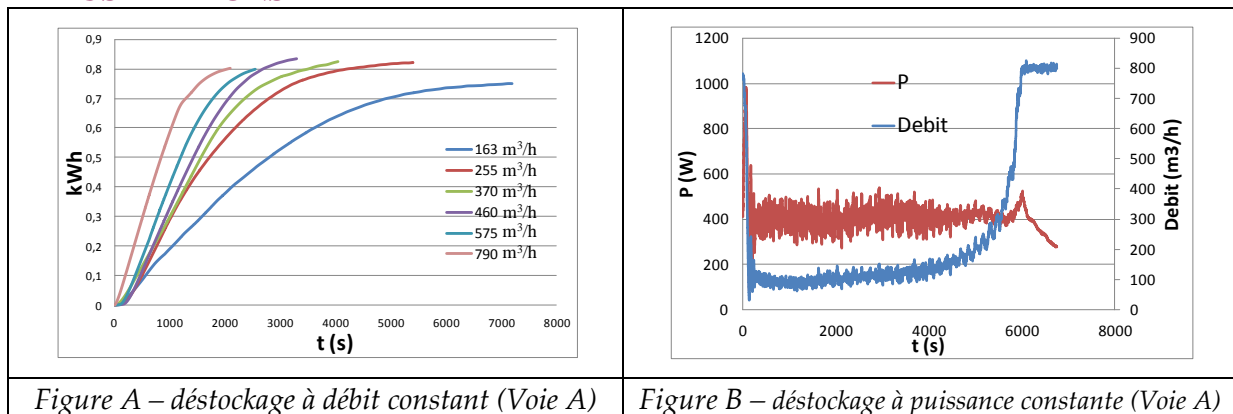 0,9
0,8
0,7
0,6
0,5
0,4
0,3
0,2
0,1
0
kWh
0 1000 2000 3000 4000 5000 6000 7000 8000
t (s)
163 m³/h
255 m³/h
370 m³/h
460 m³/h
575 m³/h
790 m³/h
1200
1000
800
600
400
200
0
P (W)
P
Debit
900
800
700
600
500
400
300
200
100
0
Debit (m3/h)
0 2000 4000 6000 8000
t (s)
Figure A – déstockage à débit constant (Voie A)
Figure B – déstockage à puissance constante (Voie A)